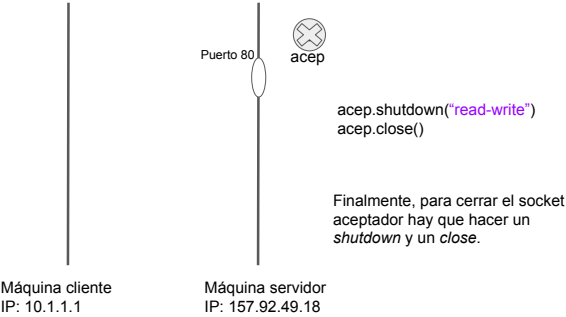 Puerto 80
acep
acep.shutdown(“read-write”)
acep.close()
Finalmente, para cerrar el socket
aceptador hay que hacer un
shutdown y un close.
Máquina cliente
IP: 10.1.1.1
Máquina servidor
IP: 157.92.49.18